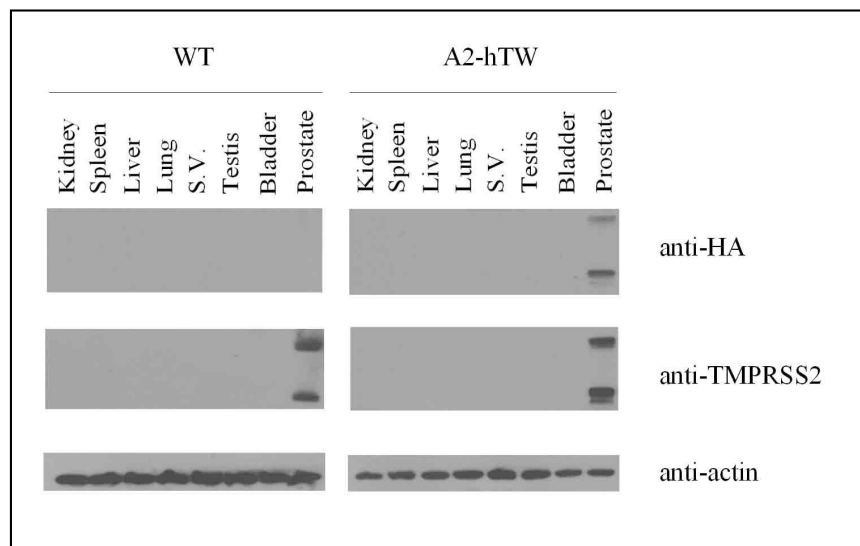 WT A2-hTW
Kidney Spleen Liver Lung S.V. Testis Bladder Prostate Kidney Spleen Liver Lung S.V. Testis Bladder Prostate
anti-HA
anti-TMPRSS2
anti-actin